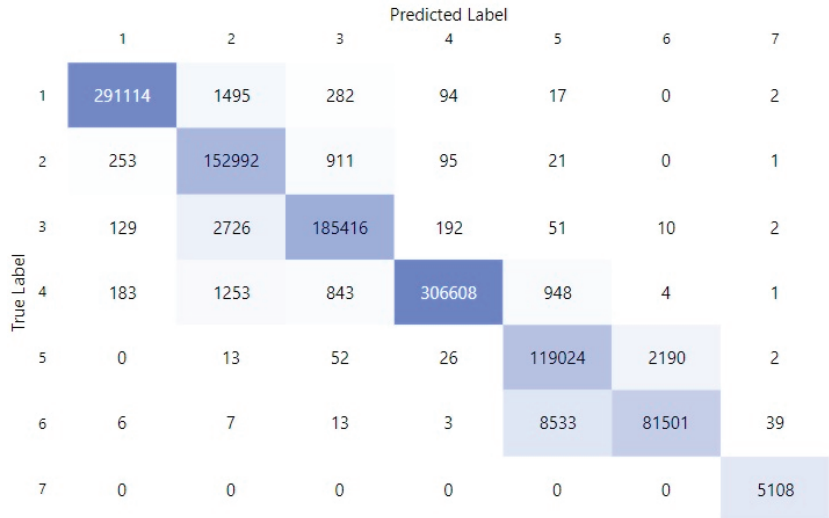 Predicted Label
1 2 3 4 5 6 7
1 291114 1495 282 94 17 0 2
2 253 152992 911 95 21 0 1
3 129 2726 185416 192 51 10 2
True Label
4 183 1253 843 306608 948 4 1
5 0 13 52 26 119024 2190 2
6 6 7 13 3 8533 81501 39
7 0 0 0 0 0 0 5108